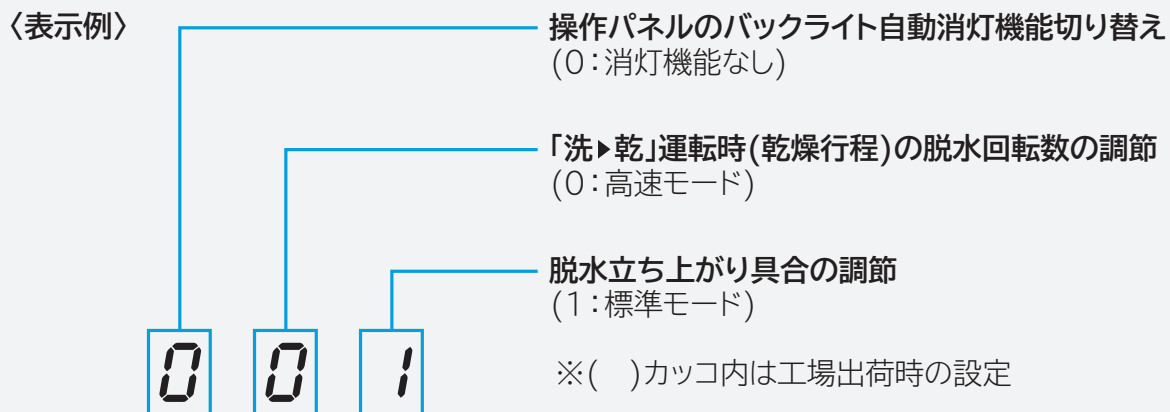 〈表示例〉
操作パネルのバックライト自動消灯機能切り替え
(0：消灯機能なし)
「洗▶乾」運転時(乾燥行程)の脱水回転数の調節
(0：高速モード)
脱水立ち上がり具合の調節
(1：標準モード)
※(　)カッコ内は工場出荷時の設定
0 0 1